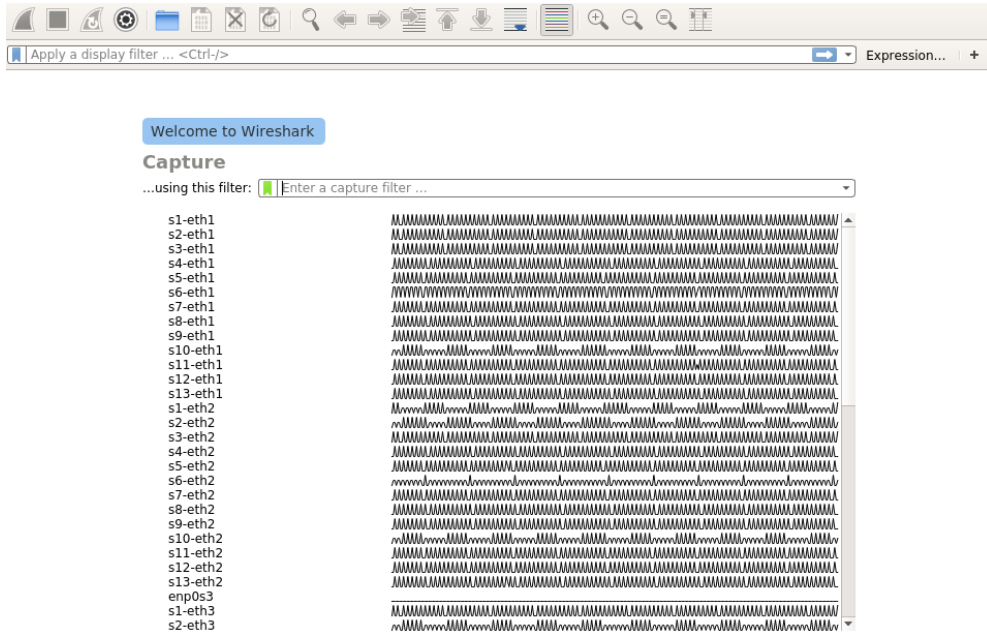 Apply a display filter ... <Ctrl-/>
Expression...
+
Welcome to Wireshark
Capture
...using this filter:
Enter a capture filter ...
s1-eth1
s2-eth1
s3-eth1
s4-eth1
s5-eth1
s6-eth1
s7-eth1
s8-eth1
s9-eth1
s10-eth1
s11-eth1
s12-eth1
s13-eth1
s1-eth2
s2-eth2
s3-eth2
s4-eth2
s5-eth2
s6-eth2
s7-eth2
s8-eth2
s9-eth2
s10-eth2
s11-eth2
s12-eth2
s13-eth2
enp0s3
s1-eth3
s2-eth3